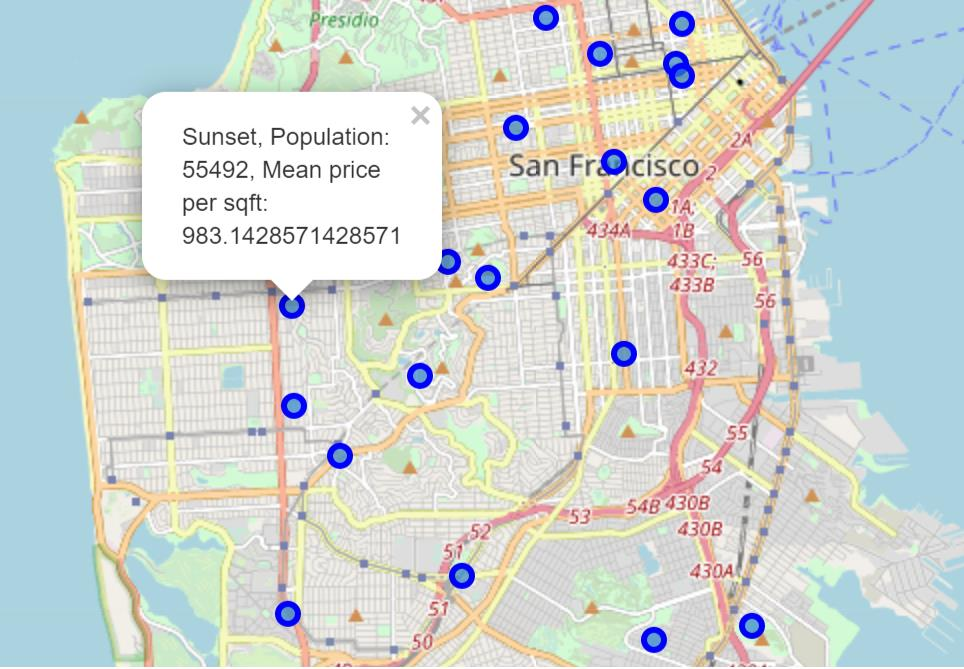 Presidio
×
Sunset, Population:
55492, Mean price
per sqft:
983.1428571428571
San Francisco
2A
2
1A;
1B
434A
433C;
433B
56
56
432
55
54
54B
430B
53
430B
52
51
430A
51
50